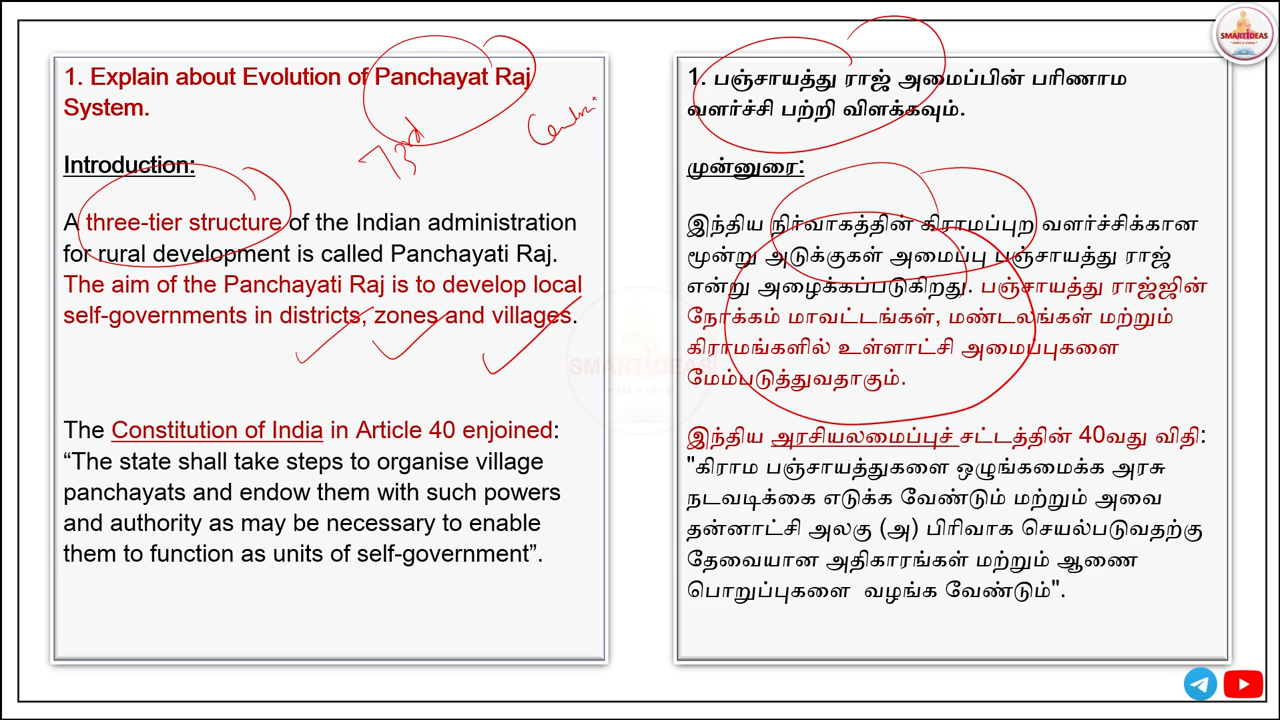 1. Explain about Evolution of Panchayat Raj
System.
Introduction:
A three-tier structure of the Indian administration
for rural development is called Panchayati Raj.
The aim of the Panchayati Raj is to develop local
self-governments in districts, zones and villages.
The Constitution of India in Article 40 enjoined:
“The state shall take steps to organise village
panchayats and endow them with such powers
and authority as may be necessary to enable
them to function as units of self-government”.
73rd
1. பஞ்சாயத்து ராஜ் அமைப்பின் பரிணாம
வளர்ச்சி பற்றி விளக்கவும்.
முன்னுரை:
இந்திய நிர்வாகத்தின் கிராமப்புற வளர்ச்சிக்கான
மூன்று அடுக்குகள் அமைப்பு பஞ்சாயத்து ராஜ்
என்று அழைக்கப்படுகிறது. பஞ்சாயத்து ராஜ்ஜின்
நோக்கம் மாவட்டங்கள், மண்டலங்கள் மற்றும்
கிராமங்களில் உள்ளாட்சி அமைப்புகளை
மேம்படுத்துவதாகும்.
இந்திய அரசியலமைப்புச் சட்டத்தின் 40வது விதி:
"கிராம பஞ்சாயத்துகளை ஒழுங்கமைக்க அரசு
நடவடிக்கை எடுக்க வேண்டும் மற்றும் அவை
தன்னாட்சி அலகு (அ) பிரிவாக செயல்படுவதற்கு
தேவையான அதிகாரங்கள் மற்றும் ஆணை
பொறுப்புகளை வழங்க வேண்டும்".
SMARTIDEAS
SMARTIDEAS